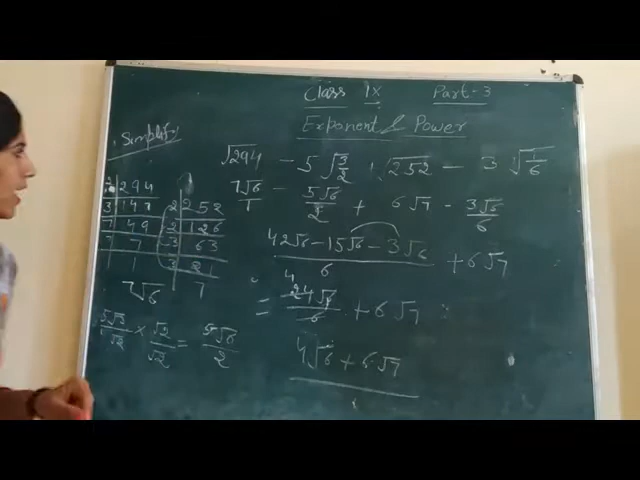 Class IX Part-3
Exponent & Power
Simplify
√294 - 5 √3/2 + √252 - 3 √1/6
7√6/1 - 5√6/2 + 6√7 - 3√6/6
42√6 - 15√6 - 3√6/6 + 6√7
= 24√6/6 + 6√7
4
4√6 + 6√7
2 294
3 147
7 49
7 7
1
7√6
2 252
2 126
3 63
3 21
7
5√3/√2 × √2/√2 = 5√6/2